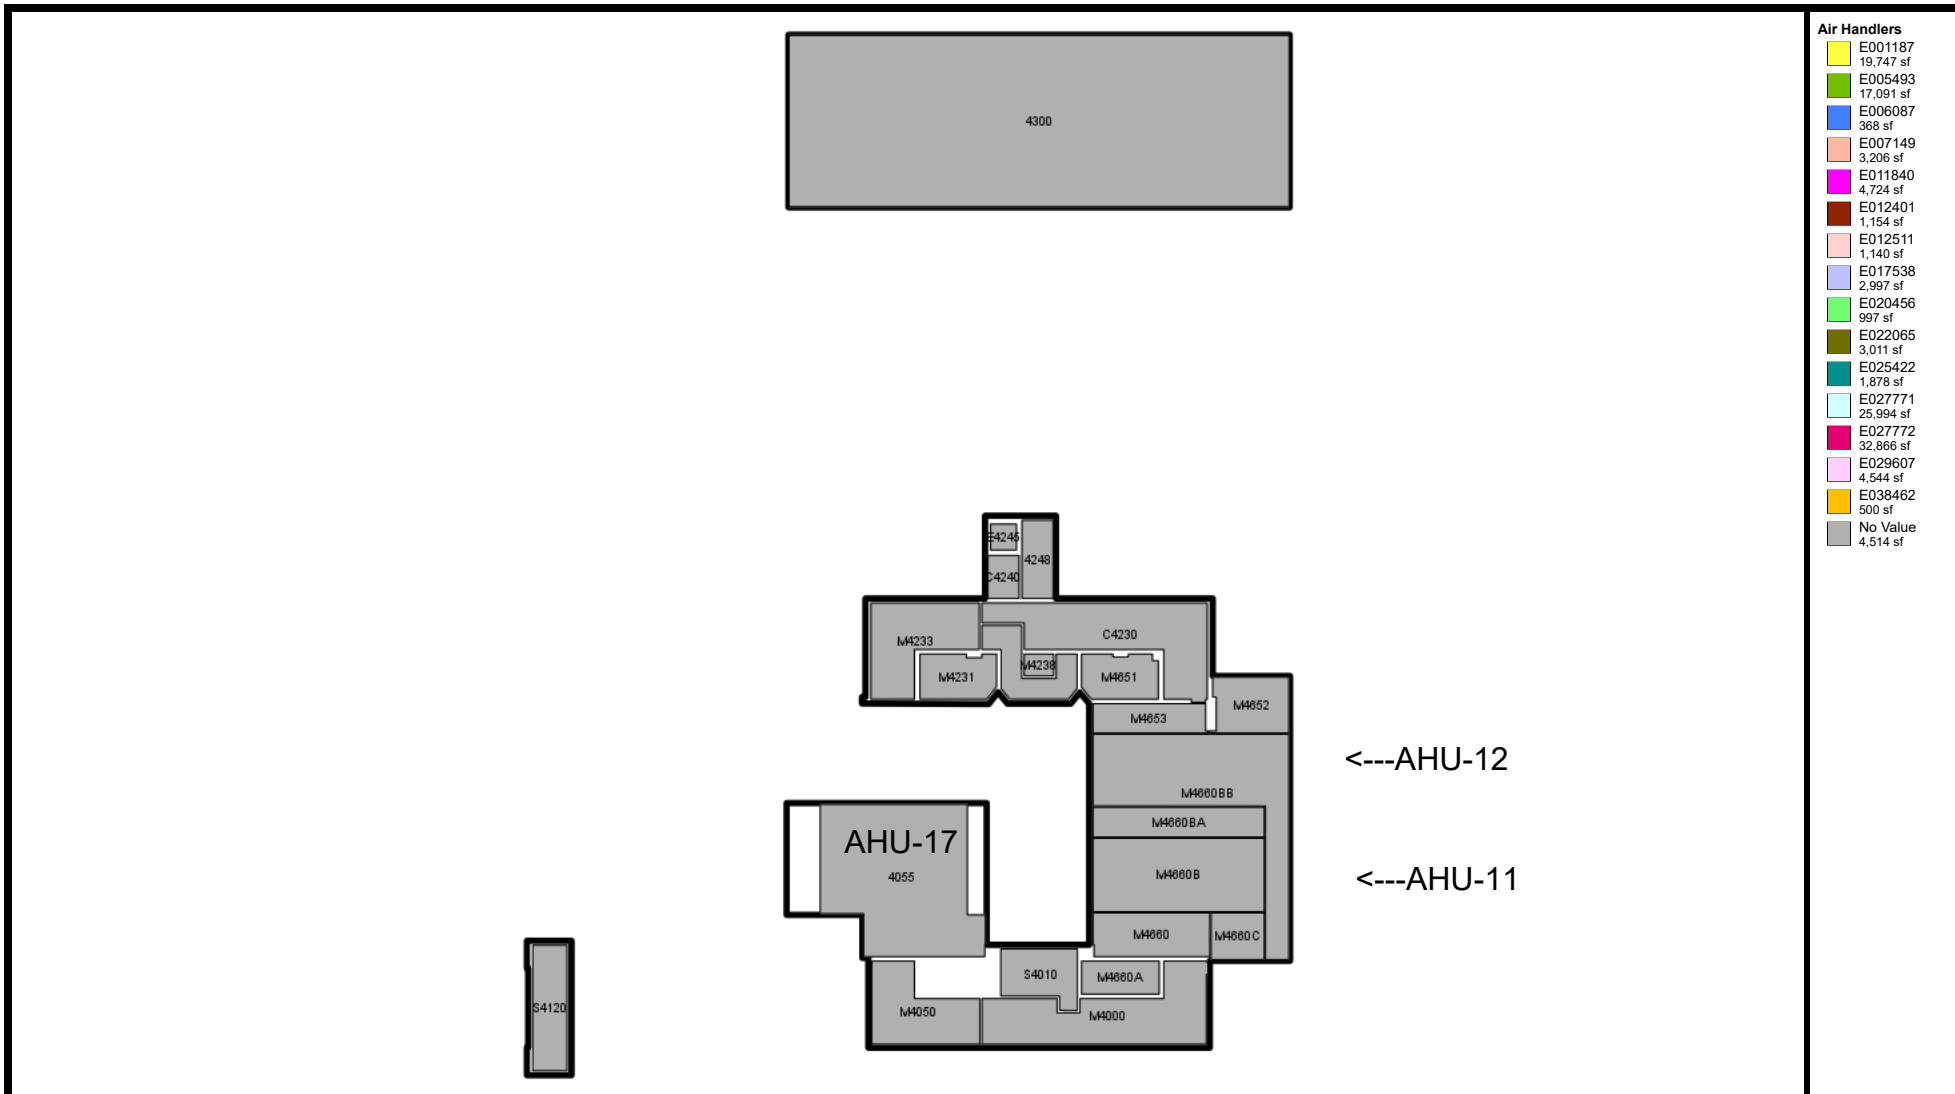 4300
E4245
4248
C4240
M4233
C4230
M4238
M4231
M4651
M4652
M4653
<---AHU-12
M4660BB
M4660BA
AHU-17
4055
M4660B
<---AHU-11
M4660
M4660C
S4010
M4660A
S4120
M4050
M4000
Air Handlers
E001187
19,747 sf
E005493
17,091 sf
E006087
368 sf
E007149
3,206 sf
E011840
4,724 sf
E012401
1,154 sf
E012511
1,140 sf
E017538
2,997 sf
E020456
997 sf
E022065
3,011 sf
E025422
1,878 sf
E027771
25,994 sf
E027772
32,866 sf
E029607
4,544 sf
E038462
500 sf
No Value
4,514 sf